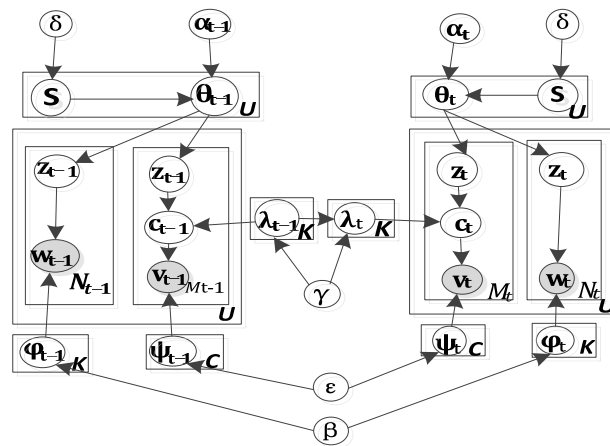 δ α_{t-1} α_t δ
S θ_{t-1} U θ_t S U
z_{t-1} z_{t-1} z_t z_t
c_{t-1} λ_{t-1} K λ_t K c_t
w_{t-1} N_{t-1} v_{t-1} M_{t-1} γ v_t M_t w_t N_t
U U
φ_{t-1} K ψ_{t-1} C ψ_t C φ_t K
ε
β